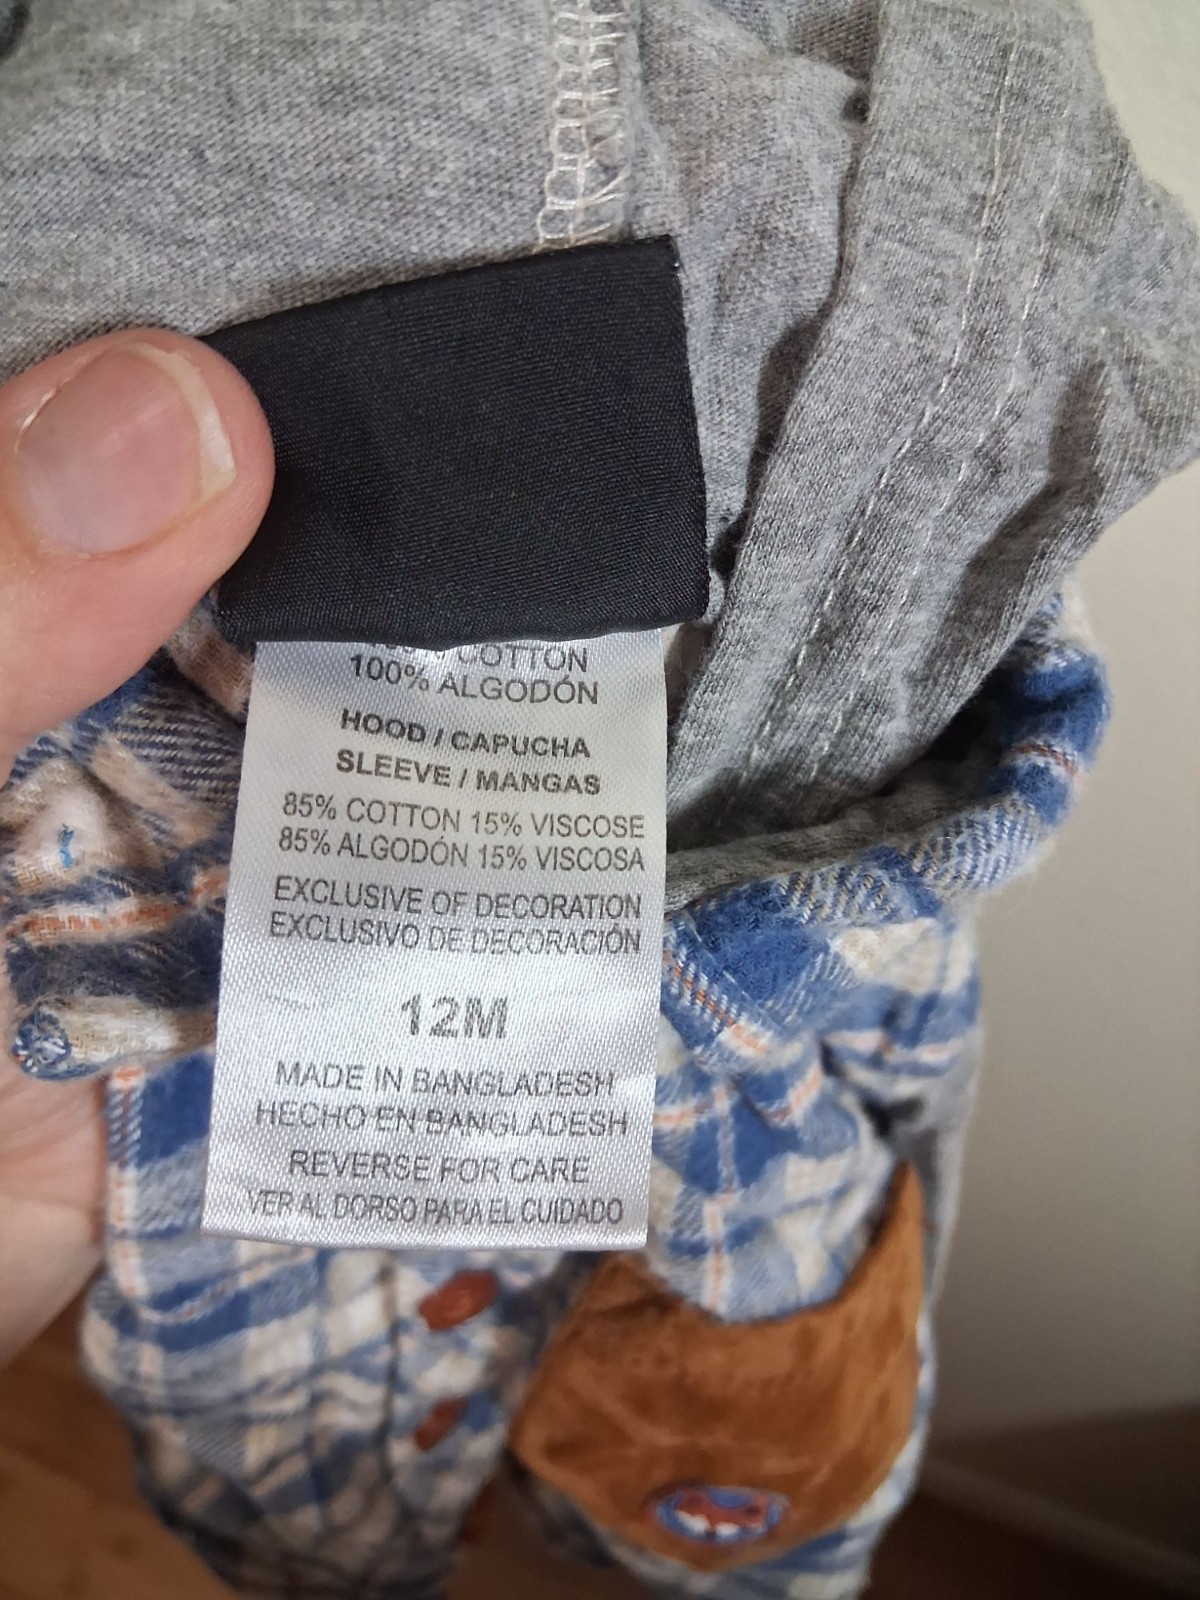 COTTON
100% ALGODÓN
HOOD / CAPUCHA
SLEEVE / MANGAS
85% COTTON 15% VISCOSE
85% ALGODÓN 15% VISCOSA
EXCLUSIVE OF DECORATION
EXCLUSIVO DE DECORACIÓN
12M
MADE IN BANGLADESH
HECHO EN BANGLADESH
REVERSE FOR CARE
VER AL DORSO PARA EL CUIDADO